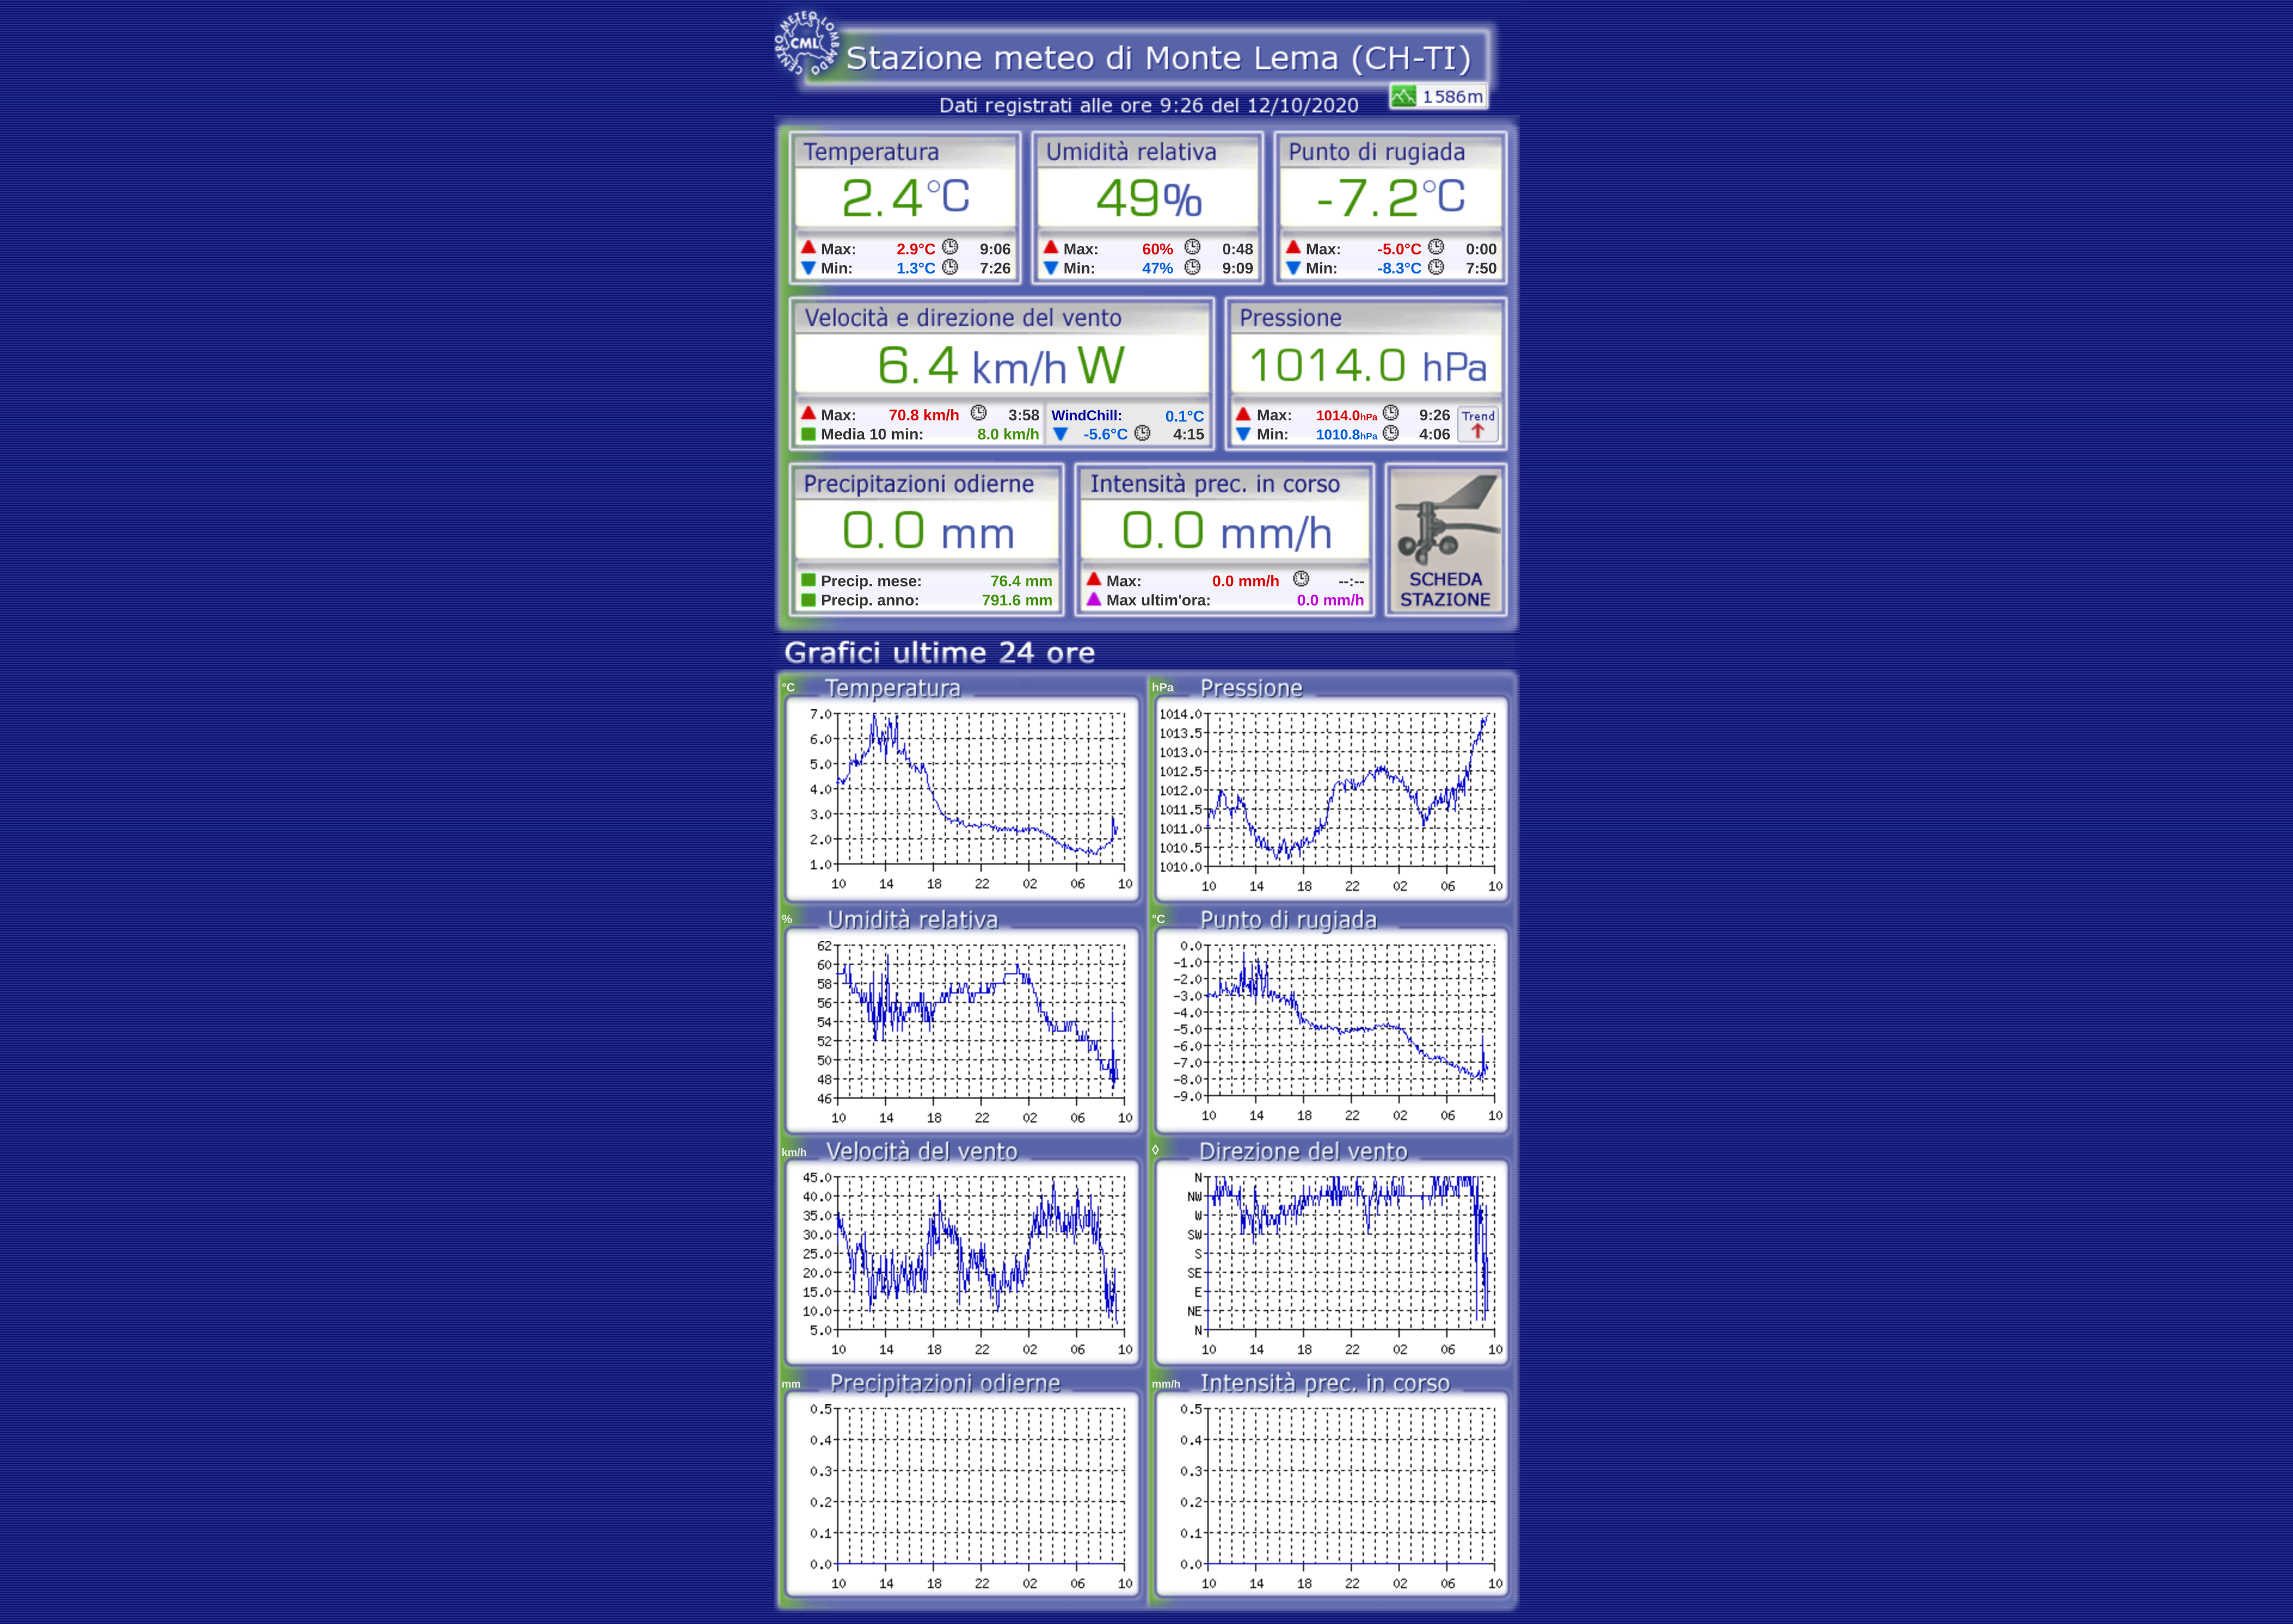 CENTRO METEO LOMBARDO
CML
Stazione meteo di Monte Lema (CH-TI)
1586m
Dati registrati alle ore 9:26 del 12/10/2020
Temperatura Umidità relativa Punto di rugiada
2.4°C 49% -7.2°C
Max: 2.9°C 9:06 Max: 60% 0:48 Max: -5.0°C 0:00
Min: 1.3°C 7:26 Min: 47% 9:09 Min: -8.3°C 7:50
Velocità e direzione del vento Pressione
6.4 km/h W 1014.0 hPa
Max: 70.8 km/h 3:58 WindChill: 0.1°C Max: 1014.0hPa 9:26 Trend
Media 10 min: 8.0 km/h -5.6°C 4:15 Min: 1010.8hPa 4:06
Precipitazioni odierne Intensità prec. in corso
0.0 mm 0.0 mm/h
Precip. mese: 76.4 mm Max: 0.0 mm/h --:-- SCHEDA
Precip. anno: 791.6 mm Max ultim'ora: 0.0 mm/h STAZIONE
Grafici ultime 24 ore
°C Temperatura
7.0
6.0
5.0
4.0
3.0
2.0
1.0
10 14 18 22 02 06 10
hPa Pressione
1014.0
1013.5
1013.0
1012.5
1012.0
1011.5
1011.0
1010.5
1010.0
10 14 18 22 02 06 10
% Umidità relativa
62
60
58
56
54
52
50
48
46
10 14 18 22 02 06 10
°C Punto di rugiada
0.0
-1.0
-2.0
-3.0
-4.0
-5.0
-6.0
-7.0
-8.0
-9.0
10 14 18 22 02 06 10
km/h Velocità del vento
45.0
40.0
35.0
30.0
25.0
20.0
15.0
10.0
5.0
10 14 18 22 02 06 10
◊ Direzione del vento
N
NW
W
SW
S
SE
E
NE
N
10 14 18 22 02 06 10
mm Precipitazioni odierne
0.5
0.4
0.3
0.2
0.1
0.0
10 14 18 22 02 06 10
mm/h Intensità prec. in corso
0.5
0.4
0.3
0.2
0.1
0.0
10 14 18 22 02 06 10